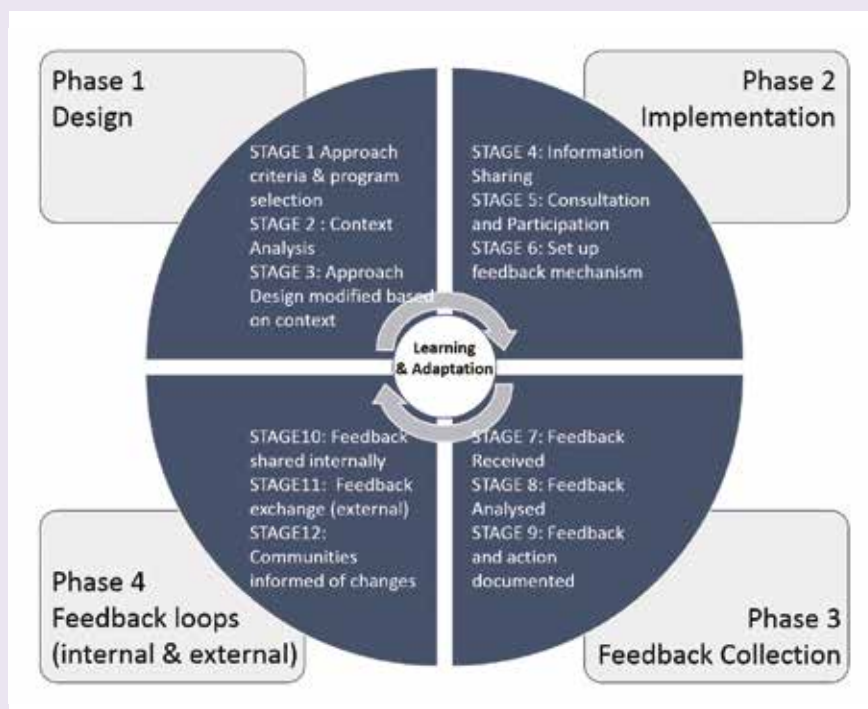 Phase 1
Design
STAGE 1 Approach
criteria & program
selection
STAGE 2 : Context
Analysis
STAGE 3: Approach
Design modified based
on context
Phase 2
Implementation
STAGE 4: Information
Sharing
STAGE 5: Consultation
and Participation
STAGE 6: Set up
feedback mechanism
Learning
& Adaptation
STAGE 7: Feedback
Received
STAGE 8: Feedback
Analysed
STAGE 9: Feedback
and action
documented
Phase 3
Feedback Collection
STAGE10: Feedback
shared internally
STAGE11: Feedback
exchange (external)
STAGE12:
Communities
informed of changes
Phase 4
Feedback loops
(internal & external)